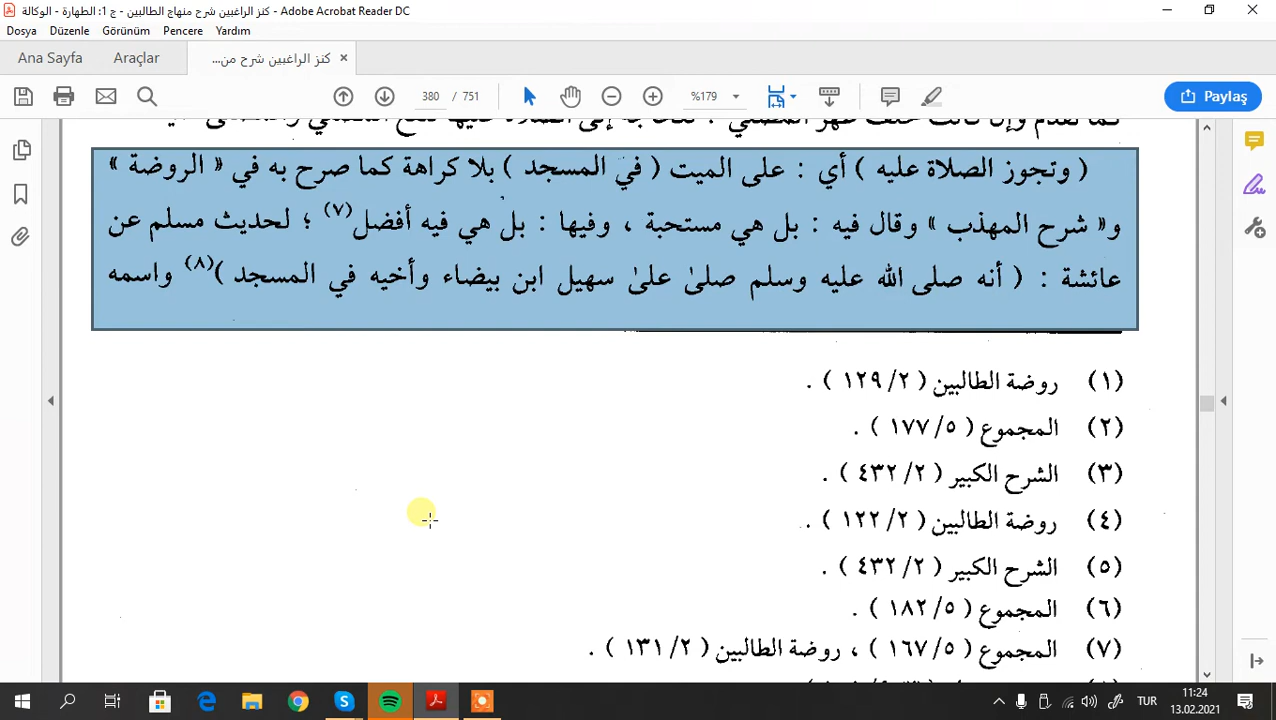 كنز الراغبين شرح منهاج الطالبين - ج 1: الطهارة - الوكالة - Adobe Acrobat Reader DC
Dosya Düzenle Görünüm Pencere Yardım
Ana Sayfa Araçlar كنز الراغبين شرح من... ×
380 / 751 %179 Paylaş
( وتجوز الصلاة عليه ) أي : على الميت ( في المسجد ) بلا كراهة كما صرح به في « الروضة »
و« شرح المهذب » وقال فيه : بل هي مستحبة ، وفيها : بل هي فيه أفضل(٧) ؛ لحديث مسلم عن
عائشة : ( أنه صلى الله عليه وسلم صلىٰ علىٰ سهيل ابن بيضاء وأخيه في المسجد )(٨) واسمه
(١) روضة الطالبين ( ١٢٩/٢ ) .
(٢) المجموع ( ١٧٧/٥ ) .
(٣) الشرح الكبير ( ٤٣٢/٢ ) .
(٤) روضة الطالبين ( ١٢٢/٢ ) .
(٥) الشرح الكبير ( ٤٣٢/٢ ) .
(٦) المجموع ( ١٨٢/٥ ) .
(٧) المجموع ( ١٦٧/٥ ) ، روضة الطالبين ( ١٣١/٢ ) .
TUR 11:24
13.02.2021